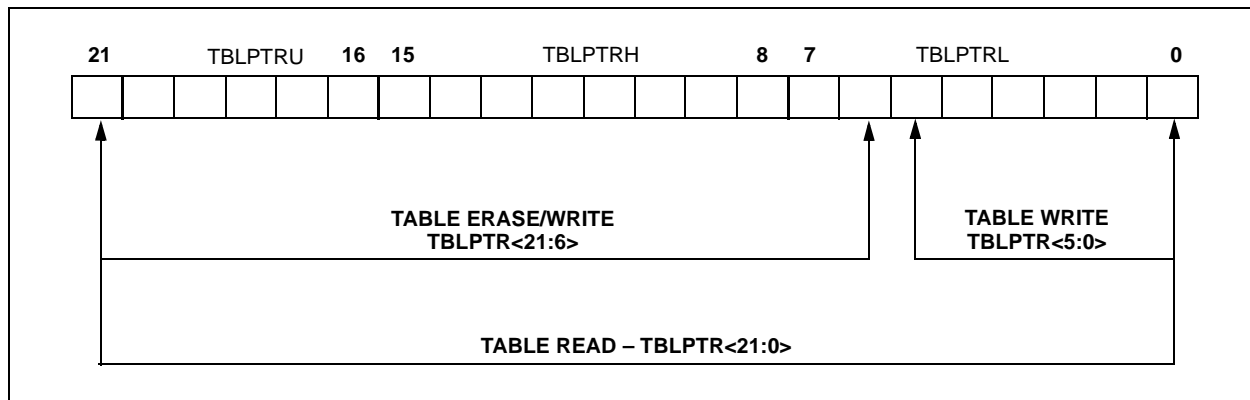 21 TBLPTRU 16 15 TBLPTRH 8 7 TBLPTRL 0
TABLE ERASE/WRITE
TBLPTR<21:6>
TABLE WRITE
TBLPTR<5:0>
TABLE READ – TBLPTR<21:0>